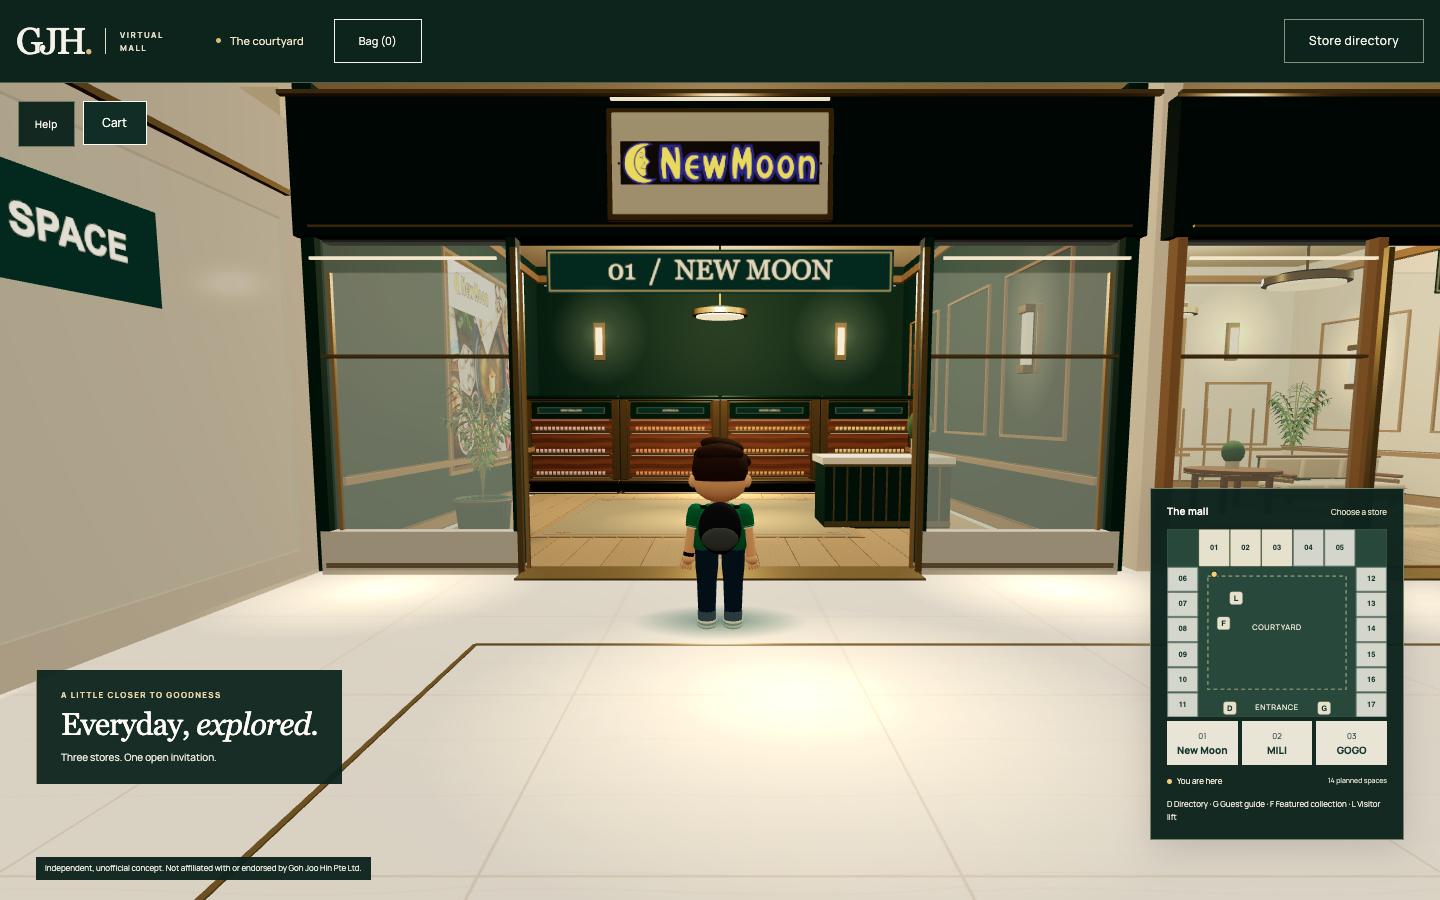 GJH.
VIRTUAL
MALL
The courtyard
Bag (0)
Store directory
Help
Cart
SPACE
NewMoon
01 / NEW MOON
NewMoon
A LITTLE CLOSER TO GOODNESS
Everyday, explored.
Three stores. One open invitation.
Independent, unofficial concept. Not affiliated with or endorsed by Goh Joo Hin Pte Ltd.
The mall
Choose a store
01 02 03 04 05
06 12
07 13
08 14
09 15
10 16
11 17
L
F
COURTYARD
D ENTRANCE G
01 02 03
New Moon MILI GOGO
You are here
14 planned spaces
D Directory · G Guest guide · F Featured collection · L Visitor
lift